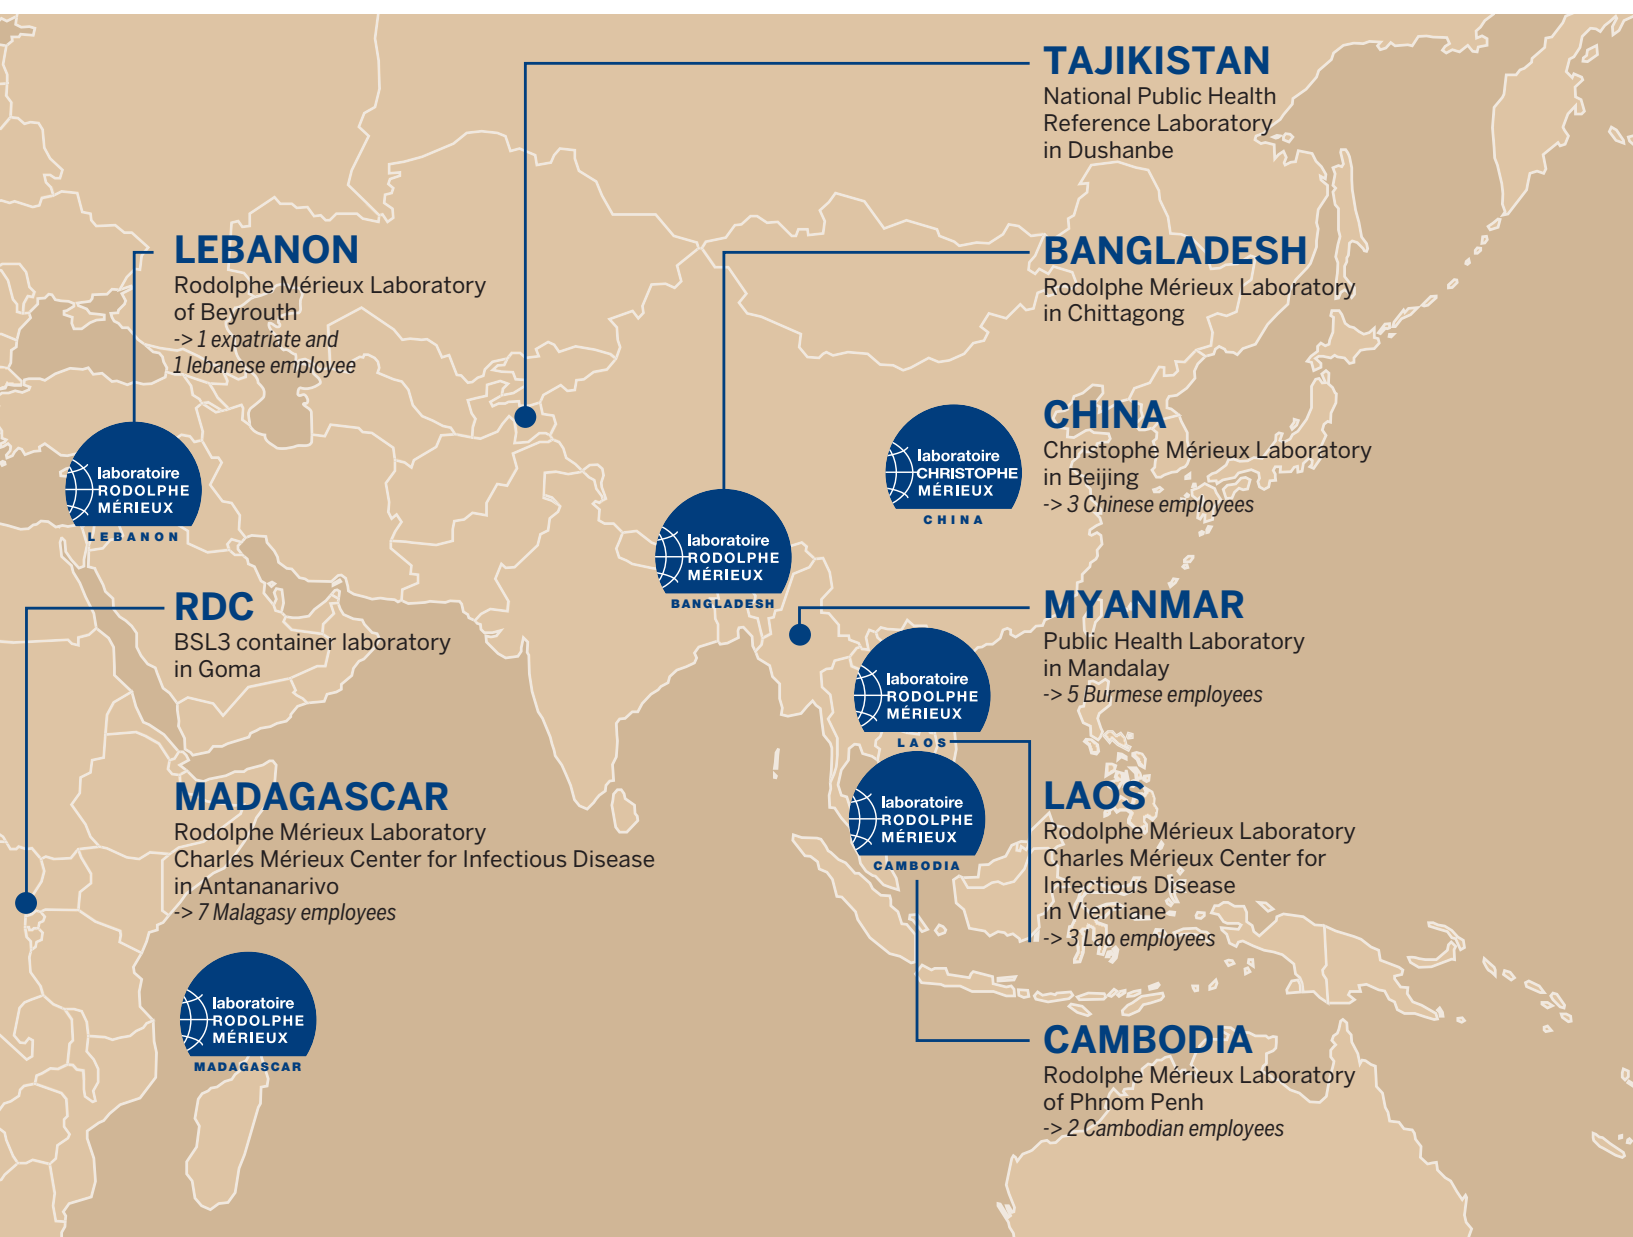 TAJIKISTAN
National Public Health
Reference Laboratory
in Dushanbe
LEBANON
Rodolphe Mérieux Laboratory
of Beyrouth
-> 1 expatriate and
1 lebanese employee
laboratoire
RODOLPHE
MÉRIEUX
LEBANON
BANGLADESH
Rodolphe Mérieux Laboratory
in Chittagong
laboratoire
RODOLPHE
MÉRIEUX
BANGLADESH
CHINA
Christophe Mérieux Laboratory
in Beijing
-> 3 Chinese employees
laboratoire
CHRISTOPHE
MÉRIEUX
CHINA
RDC
BSL3 container laboratory
in Goma
MYANMAR
Public Health Laboratory
in Mandalay
-> 5 Burmese employees
laboratoire
RODOLPHE
MÉRIEUX
LAOS
MADAGASCAR
Rodolphe Mérieux Laboratory
Charles Mérieux Center for Infectious Disease
in Antananarivo
-> 7 Malagasy employees
laboratoire
RODOLPHE
MÉRIEUX
MADAGASCAR
LAOS
Rodolphe Mérieux Laboratory
Charles Mérieux Center for
Infectious Disease
in Vientiane
-> 3 Lao employees
laboratoire
RODOLPHE
MÉRIEUX
CAMBODIA
CAMBODIA
Rodolphe Mérieux Laboratory
of Phnom Penh
-> 2 Cambodian employees